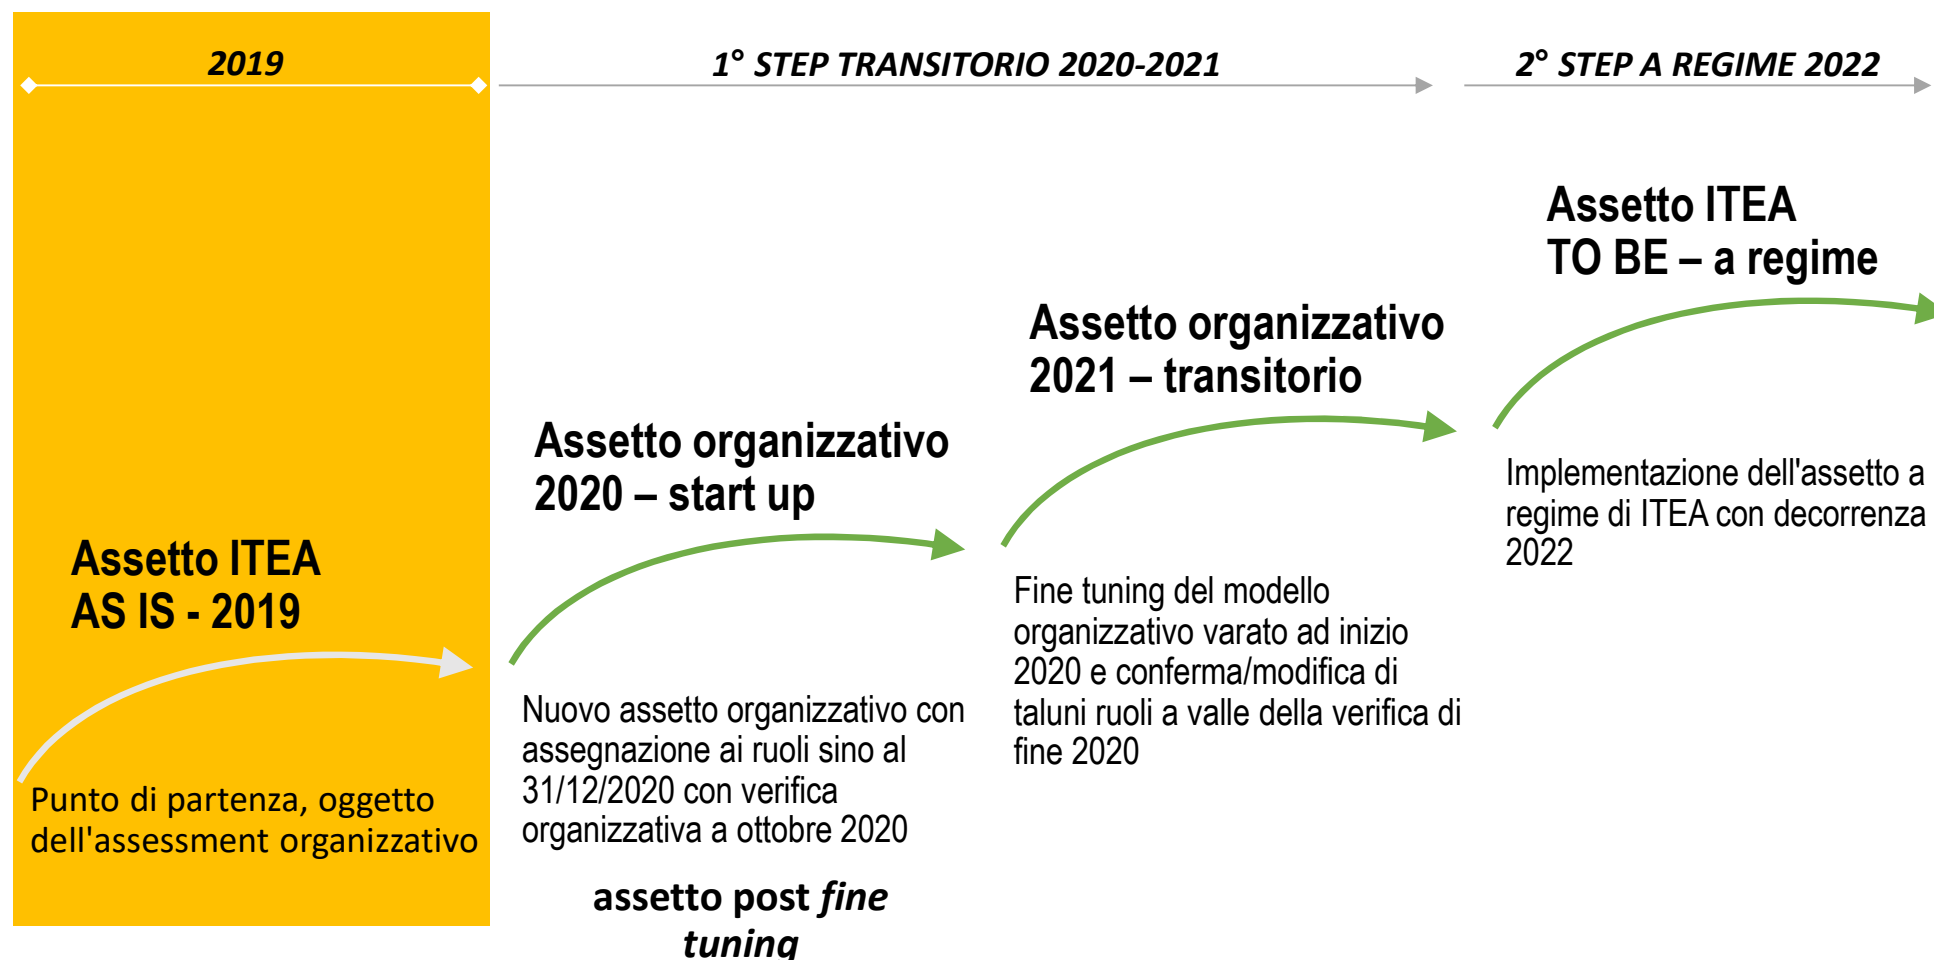 2019
1° STEP TRANSITORIO 2020-2021
2° STEP A REGIME 2022
Assetto ITEA
AS IS - 2019
Punto di partenza, oggetto
dell'assessment organizzativo
Assetto organizzativo
2020 – start up
Nuovo assetto organizzativo con
assegnazione ai ruoli sino al
31/12/2020 con verifica
organizzativa a ottobre 2020
assetto post fine
tuning
Assetto organizzativo
2021 – transitorio
Fine tuning del modello
organizzativo varato ad inizio
2020 e conferma/modifica di
taluni ruoli a valle della verifica di
fine 2020
Assetto ITEA
TO BE – a regime
Implementazione dell'assetto a
regime di ITEA con decorrenza
2022